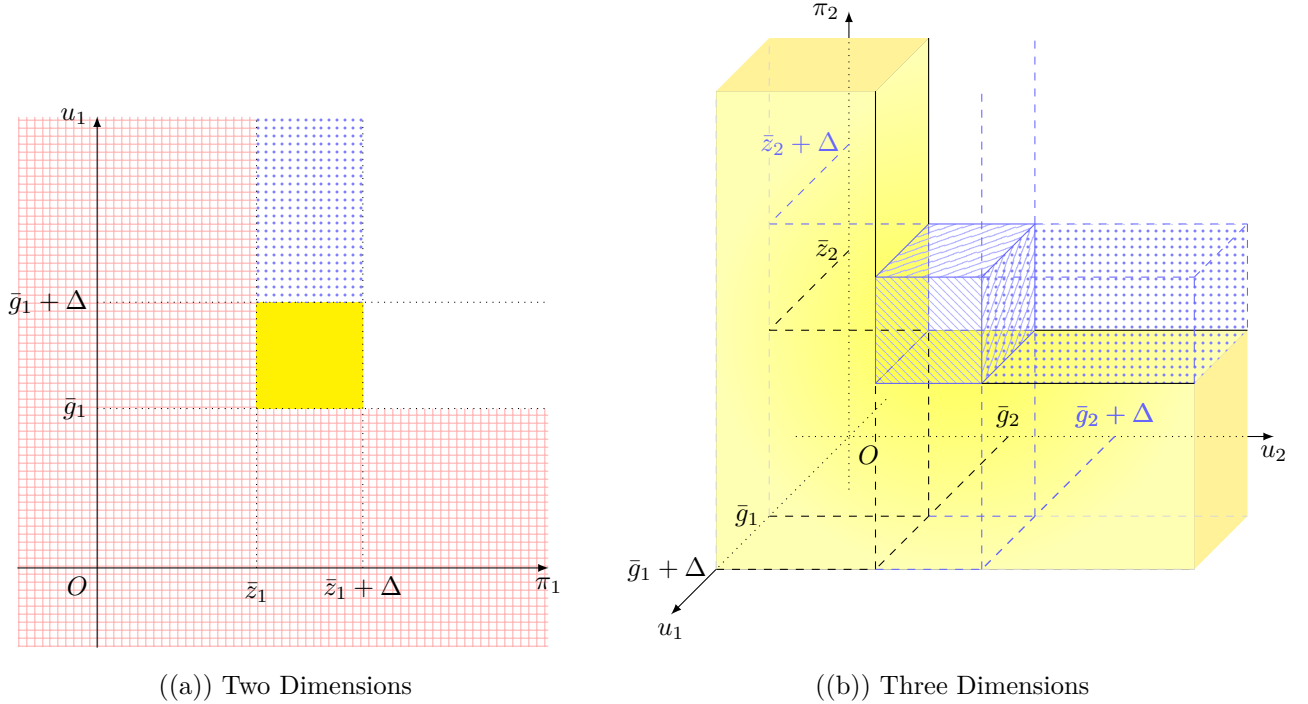 u₁
ḡ₁ + Δ
ḡ₁
O
z̄₁
z̄₁ + Δ
π₁
((a)) Two Dimensions
π₂
z̄₂ + Δ
z̄₂
ḡ₂
ḡ₂ + Δ
O
u₂
ḡ₁
ḡ₁ + Δ
u₁
((b)) Three Dimensions